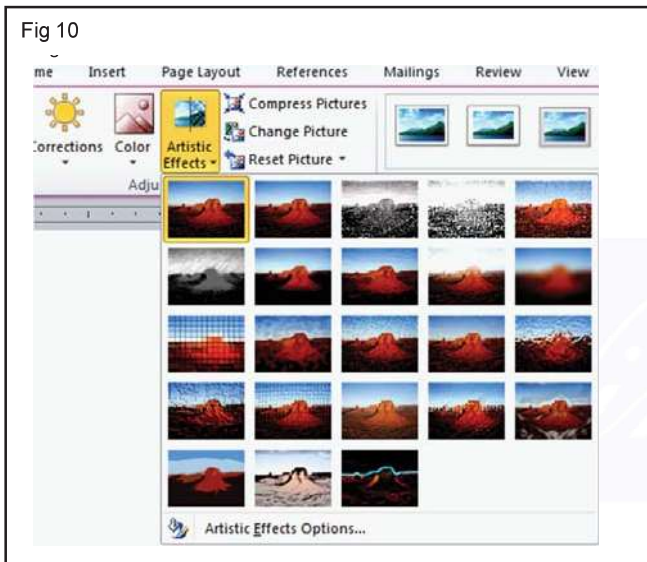 Fig 10
me Insert Page Layout References Mailings Review View
Corrections Color Artistic Effects Compress Pictures
Change Picture
Reset Picture
Adju
Artistic Effects Options...